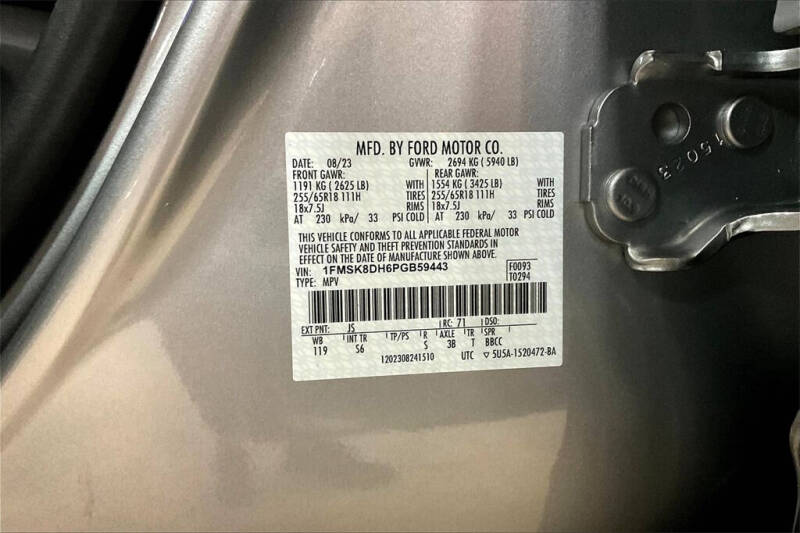 MFD. BY FORD MOTOR CO.
DATE: 08/23 GVWR: 2694 KG ( 5940 LB)
FRONT GAWR: REAR GAWR:
1191 KG ( 2625 LB) WITH 1554 KG ( 3425 LB) WITH
255/65R18 111H TIRES 255/65R18 111H TIRES
18x7.5J RIMS 18x7.5J RIMS
AT 230 kPa/ 33 PSI COLD AT 230 kPa/ 33 PSI COLD
THIS VEHICLE CONFORMS TO ALL APPLICABLE FEDERAL MOTOR
VEHICLE SAFETY AND THEFT PREVENTION STANDARDS IN
EFFECT ON THE DATE OF MANUFACTURE SHOWN ABOVE.
VIN: 1FMSK8DH6PGB59443 F0093
TYPE: MPV T0294
EXT PNT: JS RC: 71 DSO:
WB INT TR TP/PS R AXLE TR SPR
119 S6 S 3B T BBCC
1202308241510 UTC ▽ 5U5A-1520472-BA
15023